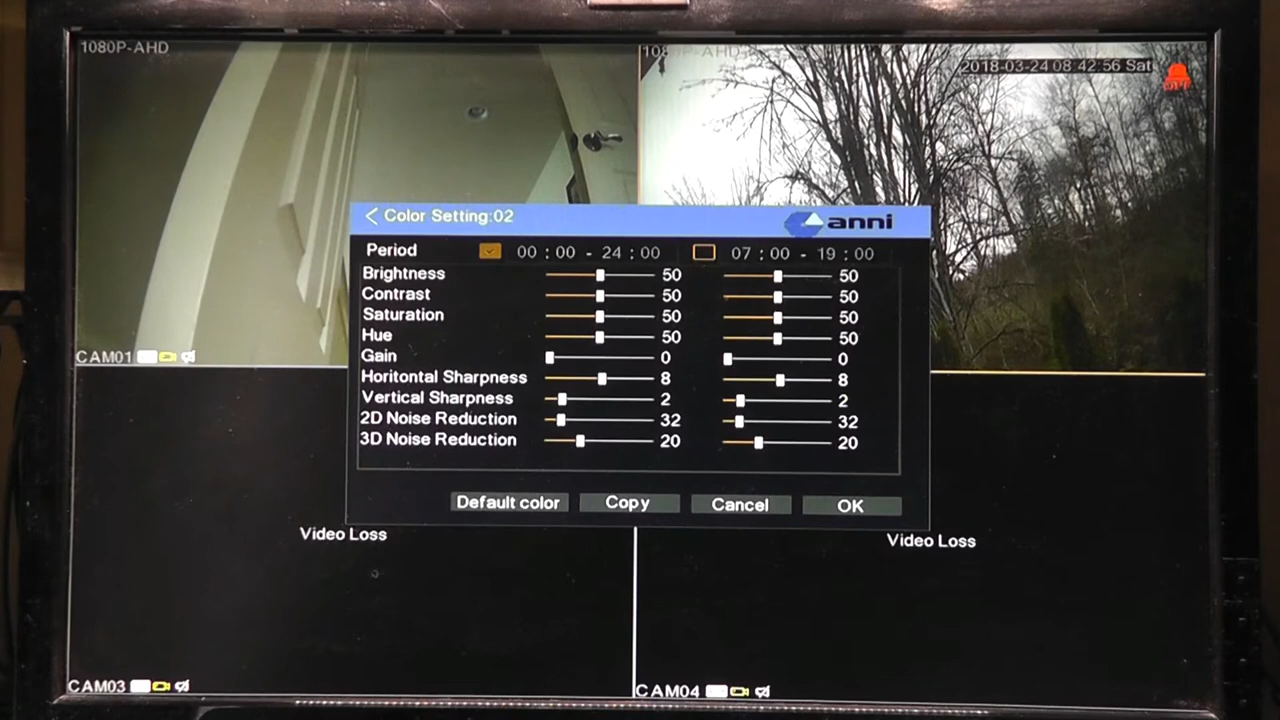 1080P-AHD
1080P-AHD
2018-03-24 08:42:56 Sat
OFF
< Color Setting:02
anni
Period 00 : 00 - 24 : 00 07 : 00 - 19 : 00
Brightness 50 50
Contrast 50 50
Saturation 50 50
Hue 50 50
Gain 0 0
Horitontal Sharpness 8 8
Vertical Sharpness 2 2
2D Noise Reduction 32 32
3D Noise Reduction 20 20
Default color Copy Cancel OK
CAM01
Video Loss
Video Loss
CAM03
CAM04